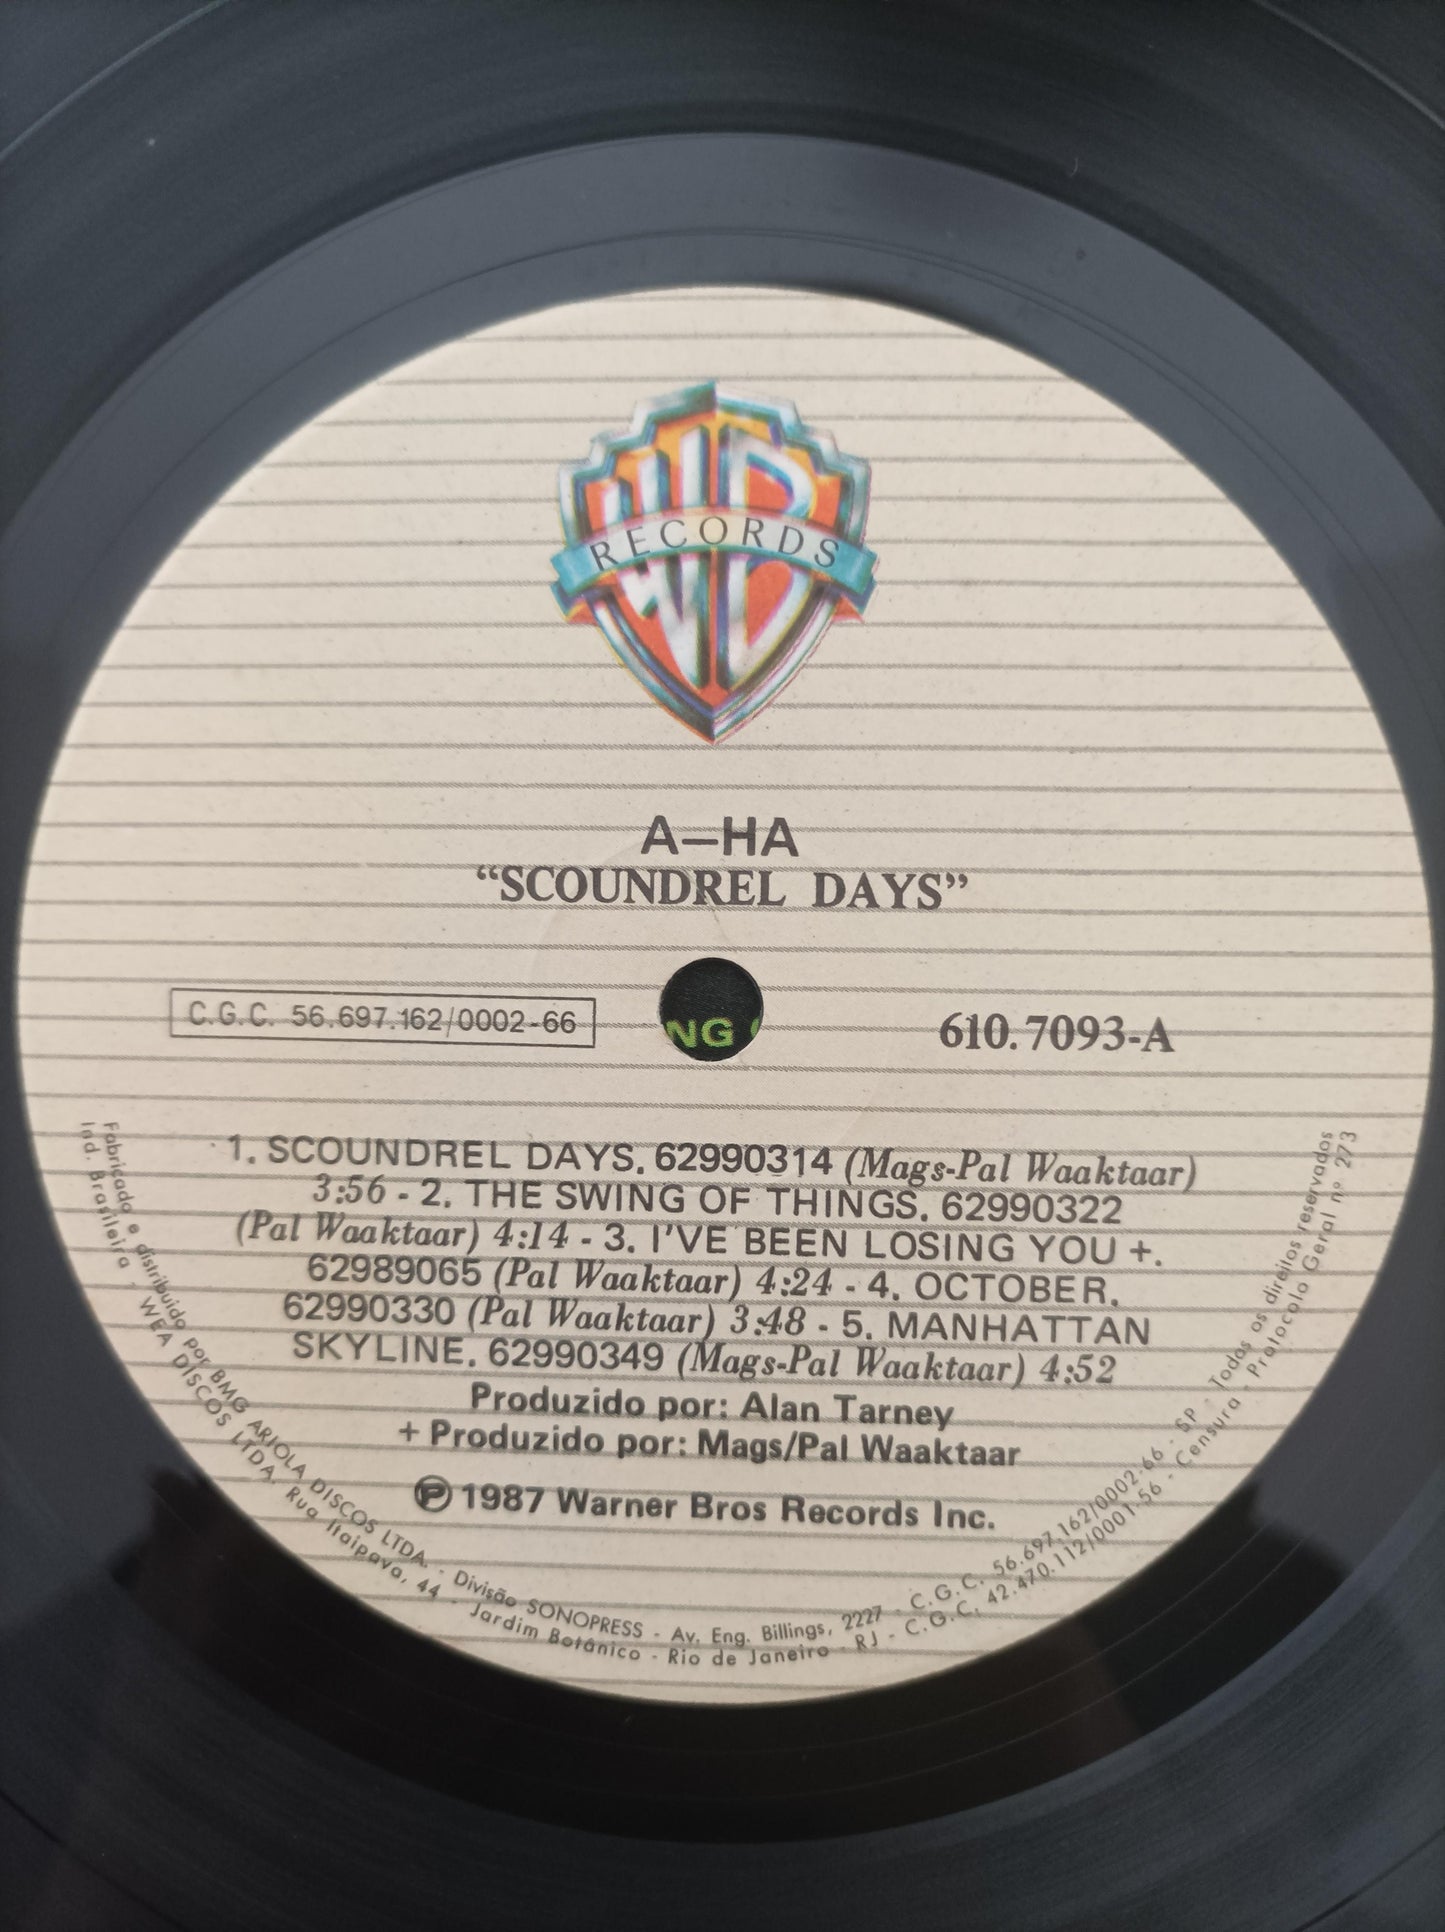 WB
RECORDS
A—HA
“SCOUNDREL DAYS”
C.G.C. 56.697.162/0002-66
NG
610.7093-A
1. SCOUNDREL DAYS. 62990314 (Mags-Pal Waaktaar)
3:56 - 2. THE SWING OF THINGS. 62990322
(Pal Waaktaar) 4:14 - 3. I'VE BEEN LOSING YOU +.
62989065 (Pal Waaktaar) 4:24 - 4. OCTOBER.
62990330 (Pal Waaktaar) 3:48 - 5. MANHATTAN
SKYLINE. 62990349 (Mags-Pal Waaktaar) 4:52
Produzido por: Alan Tarney
+ Produzido por: Mags/Pal Waaktaar
℗ 1987 Warner Bros Records Inc.
Fabricado e distribuido por BMG ARIOLA DISCOS LTDA. - Divisão SONOPRESS - Av. Eng. Billings, 2227 - C.G.C. 56.697.162/0002-66 - SP - Todos os direitos reservados
Ind. Brasileira - WEA DISCOS LTDA. Rua Itaipava, 44 - Jardim Botânico - Rio de Janeiro - RJ - C.G.C. 42.470.112/0001-56 - Censura - Protocolo Geral nº 273